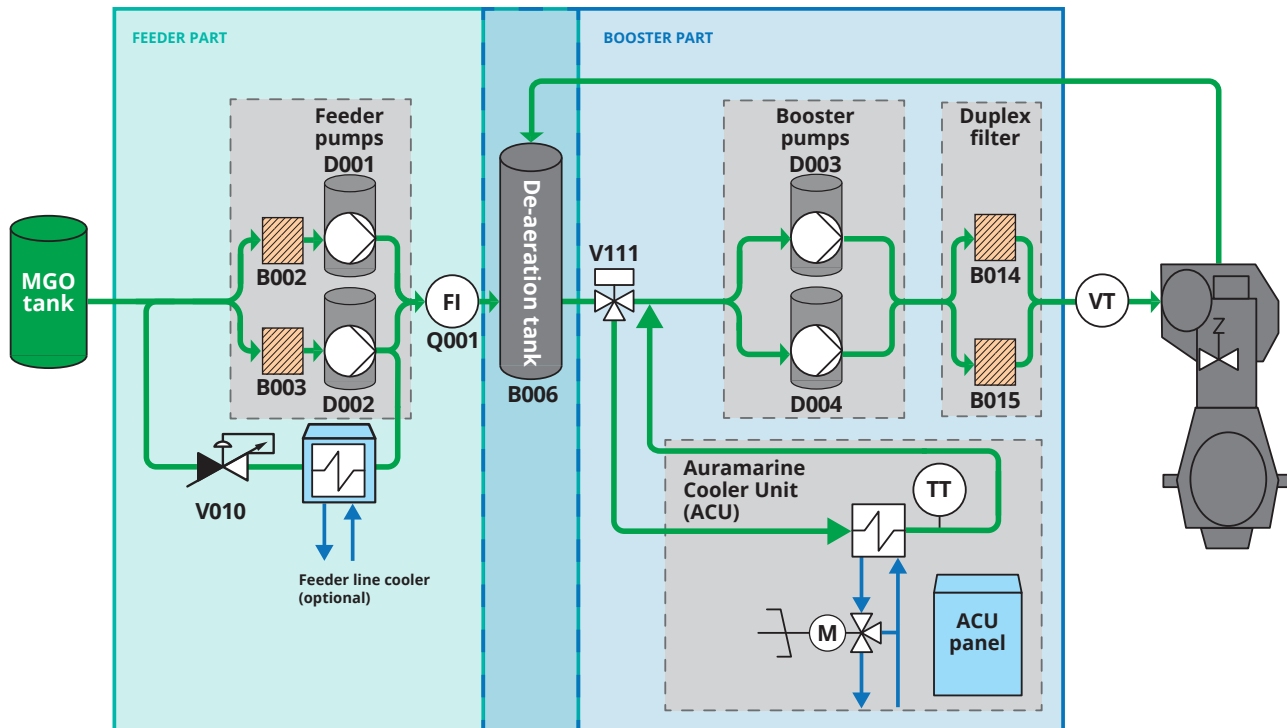 FEEDER PART
BOOSTER PART
Feeder
pumps
D001
Booster
pumps
D003
Duplex
filter
MGO
tank
B002
B003
D002
FI
Q001
De-aeration tank
B006
V111
D004
B014
B015
VT
Z
V010
Feeder line cooler
(optional)
Auramarine
Cooler Unit
(ACU)
TT
M
ACU
panel